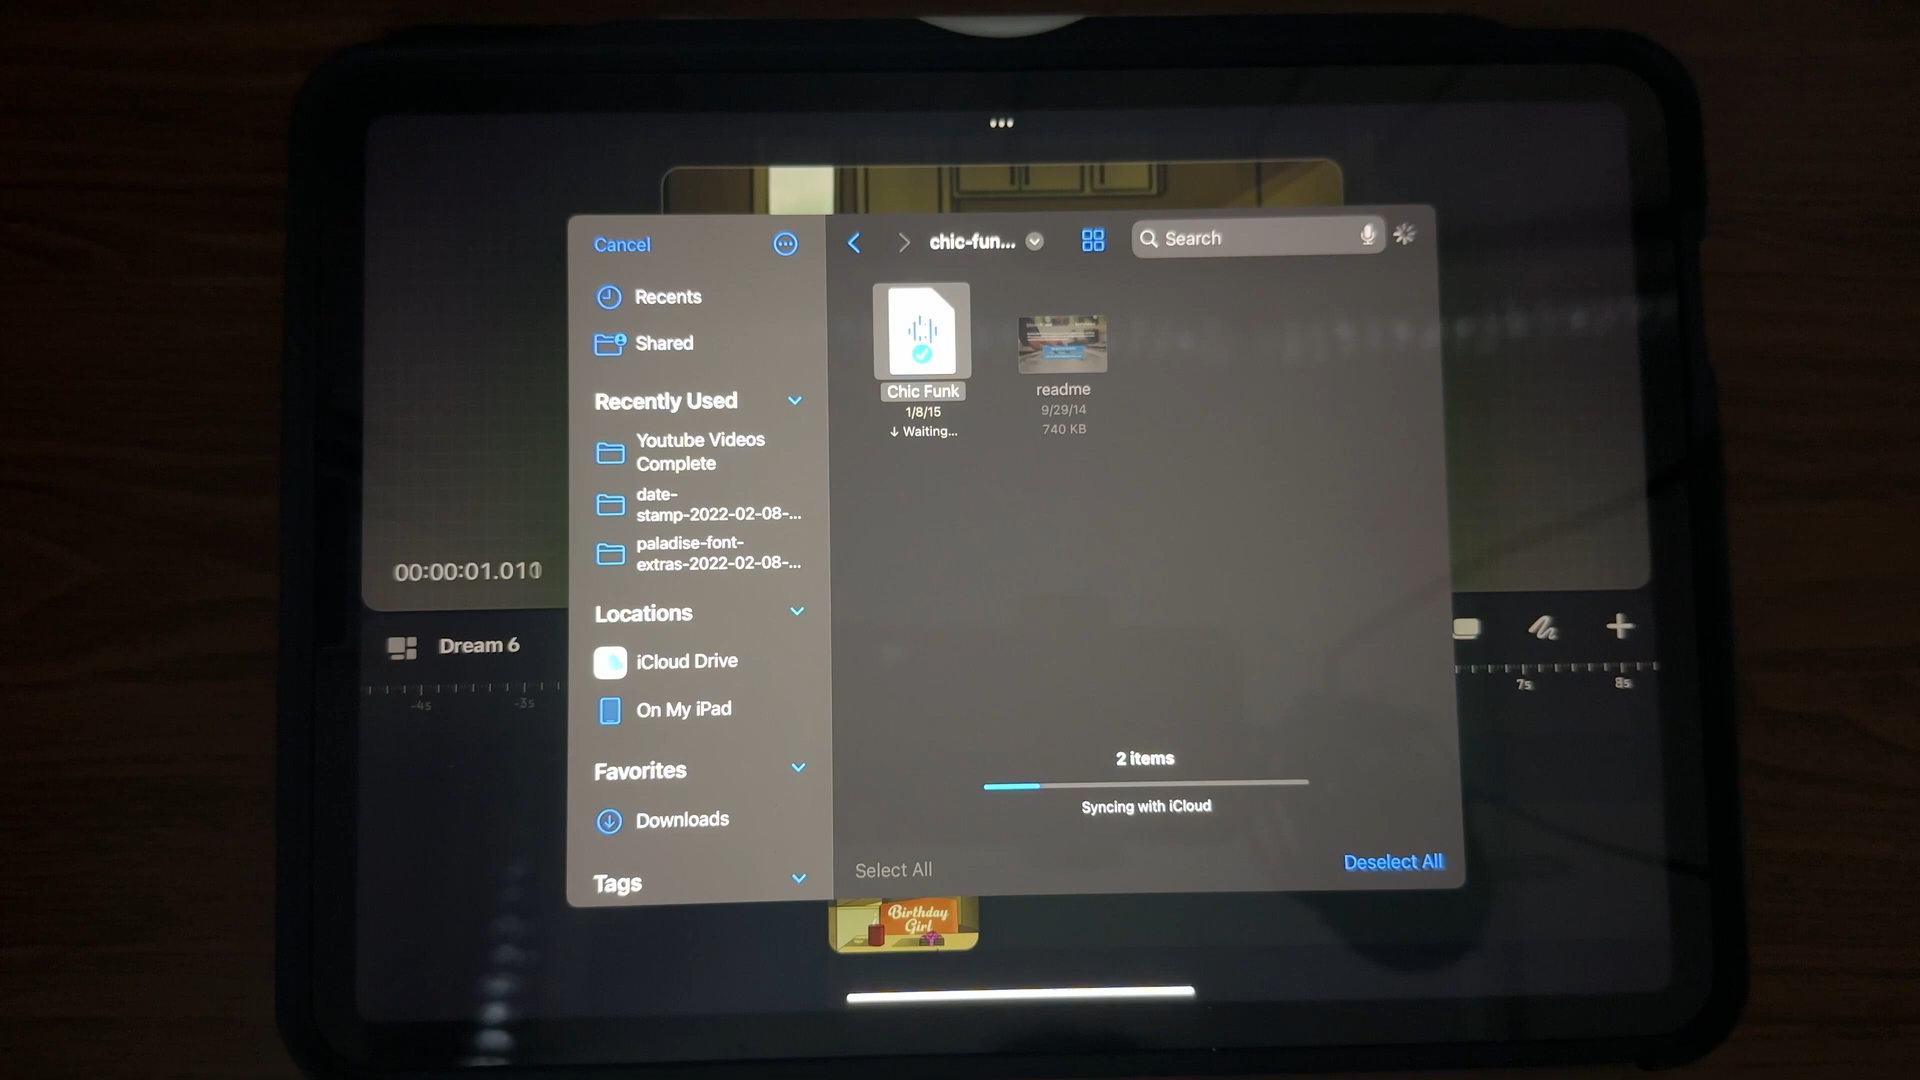 Cancel
Recents
Shared
Recently Used
Youtube Videos
Complete
date-
stamp-2022-02-08-...
paladise-font-
extras-2022-02-08-...
Locations
iCloud Drive
On My iPad
Favorites
Downloads
Tags
chic-fun...
Search
Chic Funk
1/8/15
↓ Waiting...
readme
9/29/14
740 KB
2 items
Syncing with iCloud
Select All
Deselect All
00:00:01.010
Dream 6
-4s
-3s
7s
8s
Birthday
Girl